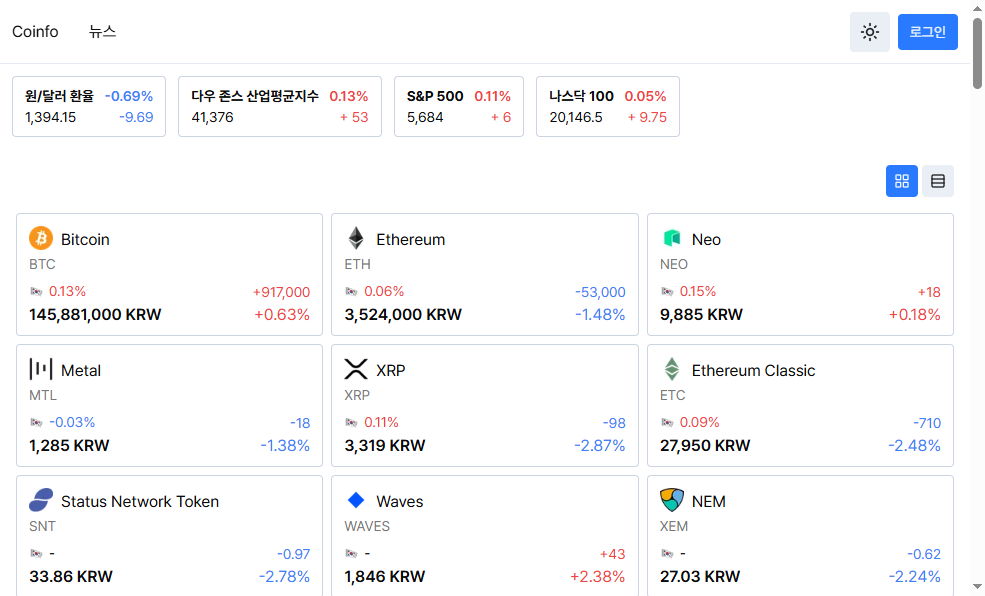 Coinfo 뉴스 로그인
원/달러 환율 -0.69%
1,394.15 -9.69
다우 존스 산업평균지수 0.13%
41,376 + 53
S&P 500 0.11%
5,684 + 6
나스닥 100 0.05%
20,146.5 + 9.75
Bitcoin
BTC
0.13% +917,000
145,881,000 KRW +0.63%
Ethereum
ETH
0.06% -53,000
3,524,000 KRW -1.48%
Neo
NEO
0.15% +18
9,885 KRW +0.18%
Metal
MTL
-0.03% -18
1,285 KRW -1.38%
XRP
XRP
0.11% -98
3,319 KRW -2.87%
Ethereum Classic
ETC
0.09% -710
27,950 KRW -2.48%
Status Network Token
SNT
- -0.97
33.86 KRW -2.78%
Waves
WAVES
- +43
1,846 KRW +2.38%
NEM
XEM
- -0.62
27.03 KRW -2.24%